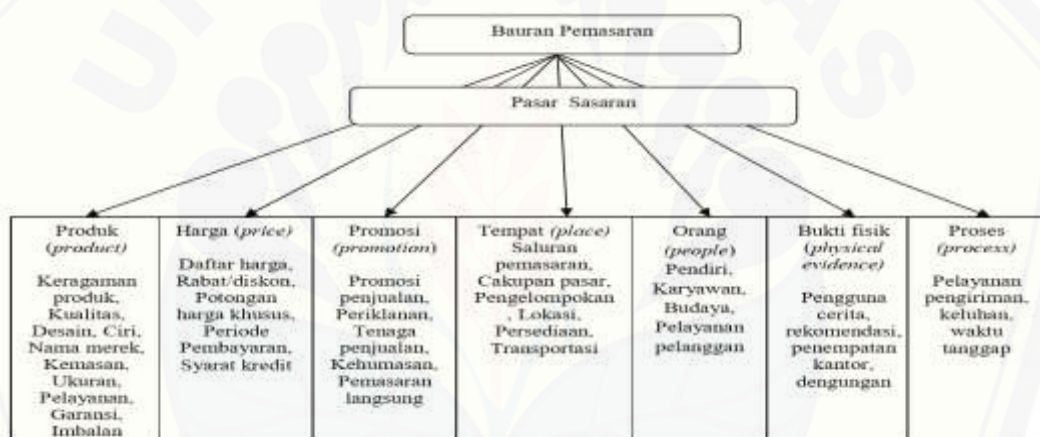 Bauran Pemasaran
Pasar Sasaran
Produk
(product)
Keragaman
produk,
Kualitas,
Desain, Ciri,
Nama merek,
Kemasan,
Ukuran,
Pelayanan,
Garansi,
Imbalan
Harga (price)
Daftar harga,
Rabat/diskon,
Potongan
harga khusus,
Periode
Pembayaran,
Syarat kredit
Promosi
(promotion)
Promosi
penjualan,
Periklanan,
Tenaga
penjualan,
Kehumasan,
Pemasaran
langsung
Tempat (place)
Saluran
pemasaran,
Cakupan pasar,
Pengelompokan
, Lokasi,
Persediaan,
Transportasi
Orang
(people)
Pendiri,
Karyawan,
Budaya,
Pelayanan
pelanggan
Bukti fisik
(physical
evidence)
Pengguna
cerita,
rekomendasi,
penempatan
kantor,
dengungan
Proses
(process)
Pelayanan
pengiriman,
keluhan,
waktu
tanggap